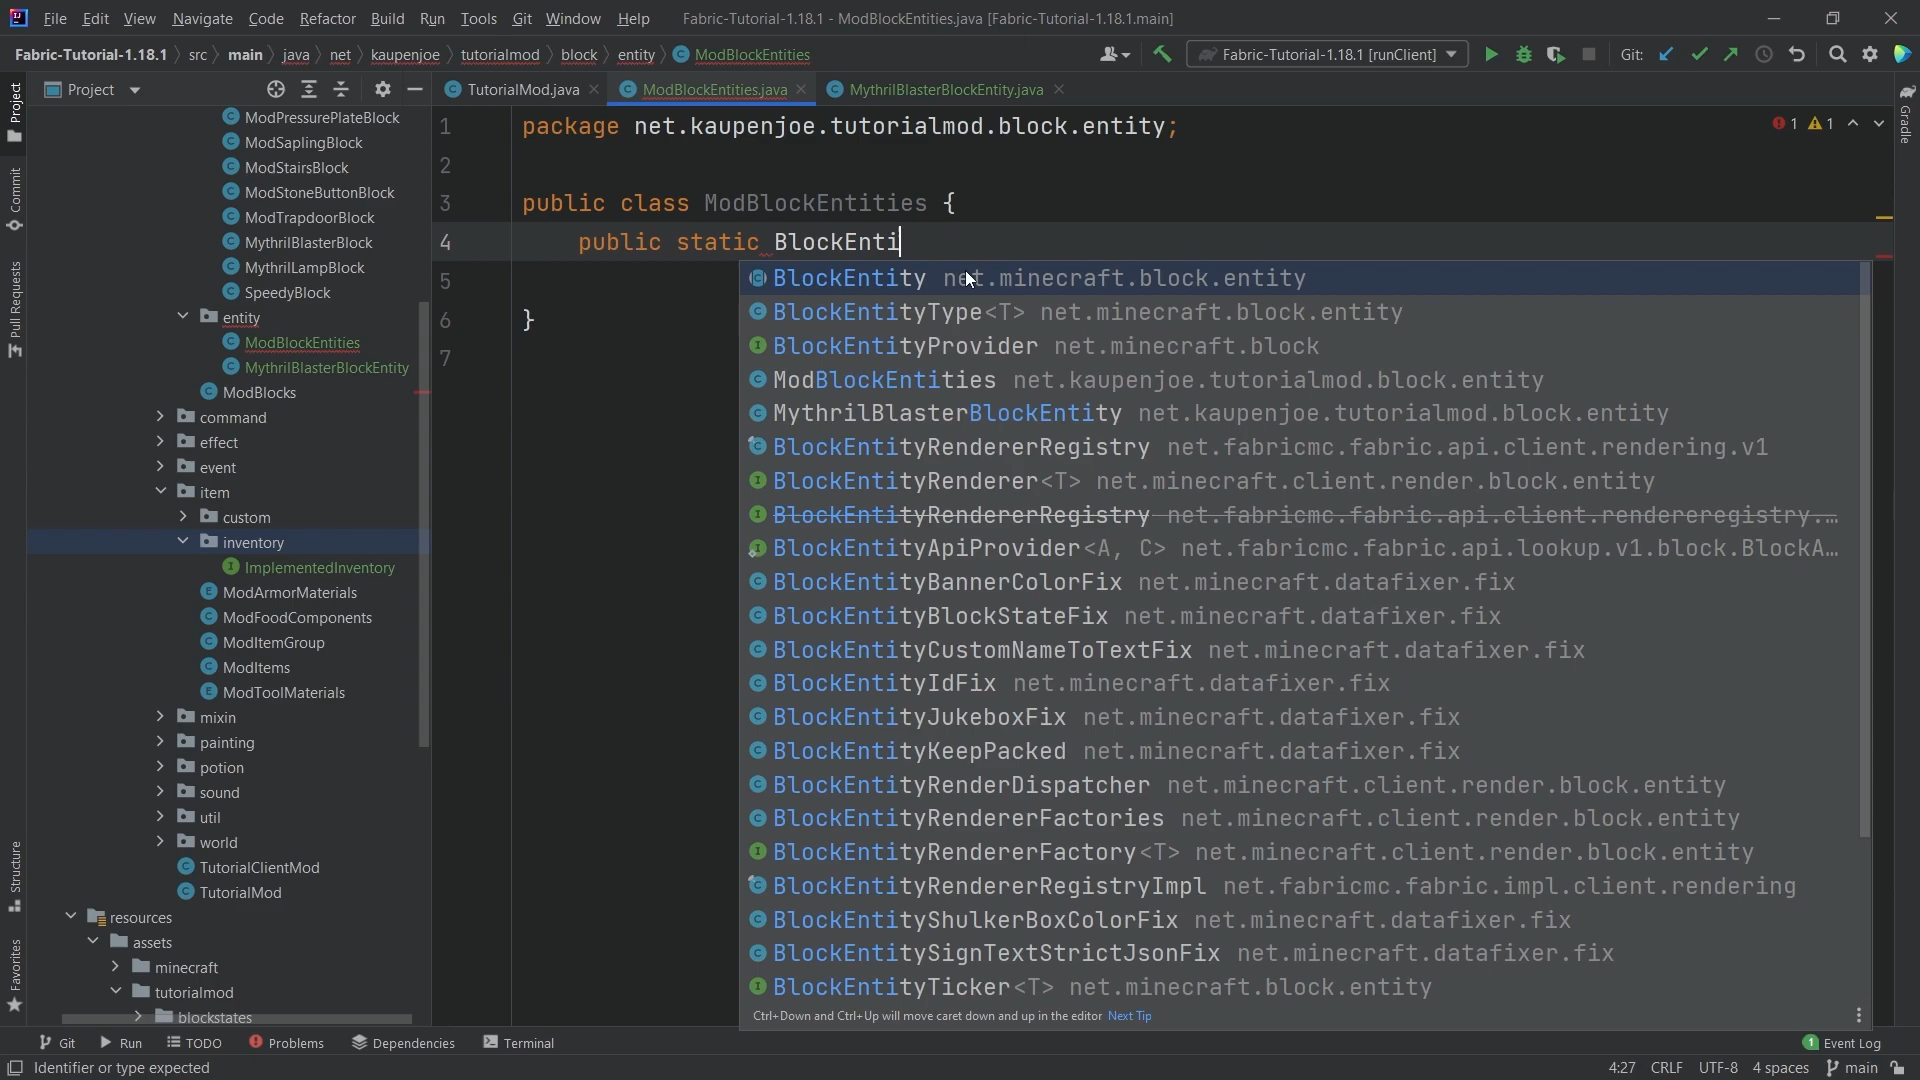 File Edit View Navigate Code Refactor Build Run Tools Git Window Help Fabric-Tutorial-1.18.1 - ModBlockEntities.java [Fabric-Tutorial-1.18.1.main]
Fabric-Tutorial-1.18.1 src main java net kaupenjoe tutorialmod block entity ModBlockEntities Fabric-Tutorial-1.18.1 [runClient] Git:
Project
Commit
Pull Requests
Structure
Favorites
Project
ModPressurePlateBlock
ModSaplingBlock
ModStairsBlock
ModStoneButtonBlock
ModTrapdoorBlock
MythrilBlasterBlock
MythrilLampBlock
SpeedyBlock
entity
ModBlockEntities
MythrilBlasterBlockEntity
ModBlocks
command
effect
event
item
custom
inventory
ImplementedInventory
ModArmorMaterials
ModFoodComponents
ModItemGroup
ModItems
ModToolMaterials
mixin
painting
potion
sound
util
world
TutorialClientMod
TutorialMod
resources
assets
minecraft
tutorialmod
blockstates
TutorialMod.java ModBlockEntities.java MythrilBlasterBlockEntity.java
1 package net.kaupenjoe.tutorialmod.block.entity;
2
3 public class ModBlockEntities {
4 public static BlockEnti
5
6 }
7
1 1
BlockEntity net.minecraft.block.entity
BlockEntityType<T> net.minecraft.block.entity
BlockEntityProvider net.minecraft.block
ModBlockEntities net.kaupenjoe.tutorialmod.block.entity
MythrilBlasterBlockEntity net.kaupenjoe.tutorialmod.block.entity
BlockEntityRendererRegistry net.fabricmc.fabric.api.client.rendering.v1
BlockEntityRenderer<T> net.minecraft.client.render.block.entity
BlockEntityRendererRegistry net.fabricmc.fabric.api.client.rendereregistry.…
BlockEntityApiProvider<A, C> net.fabricmc.fabric.api.lookup.v1.block.BlockA…
BlockEntityBannerColorFix net.minecraft.datafixer.fix
BlockEntityBlockStateFix net.minecraft.datafixer.fix
BlockEntityCustomNameToTextFix net.minecraft.datafixer.fix
BlockEntityIdFix net.minecraft.datafixer.fix
BlockEntityJukeboxFix net.minecraft.datafixer.fix
BlockEntityKeepPacked net.minecraft.datafixer.fix
BlockEntityRenderDispatcher net.minecraft.client.render.block.entity
BlockEntityRendererFactories net.minecraft.client.render.block.entity
BlockEntityRendererFactory<T> net.minecraft.client.render.block.entity
BlockEntityRendererRegistryImpl net.fabricmc.fabric.impl.client.rendering
BlockEntityShulkerBoxColorFix net.minecraft.datafixer.fix
BlockEntitySignTextStrictJsonFix net.minecraft.datafixer.fix
BlockEntityTicker<T> net.minecraft.block.entity
Ctrl+Down and Ctrl+Up will move caret down and up in the editor Next Tip
Gradle
Git Run TODO Problems Dependencies Terminal 1 Event Log
Identifier or type expected 4:27 CRLF UTF-8 4 spaces main